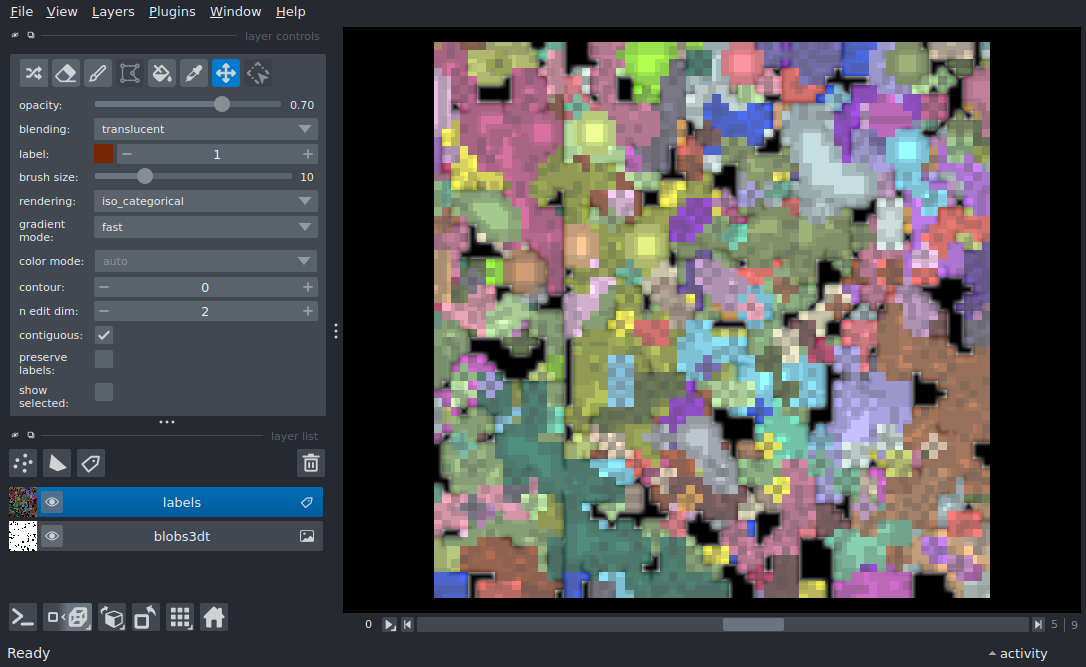 File View Layers Plugins Window Help
layer controls
opacity: 0.70
blending: translucent
label: 1
brush size: 10
rendering: iso_categorical
gradient
mode: fast
color mode: auto
contour: 0
n edit dim: 2
contiguous:
preserve
labels:
show
selected:
layer list
labels
blobs3dt
0 5 9
Ready activity